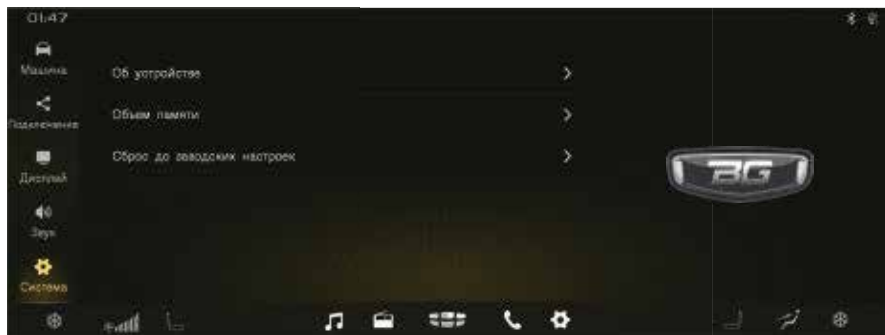 01:47
Машина
Об устройстве
Подключение
Объем памяти
Дисплей
Сброс до заводских настроек
Звук
Система
BG